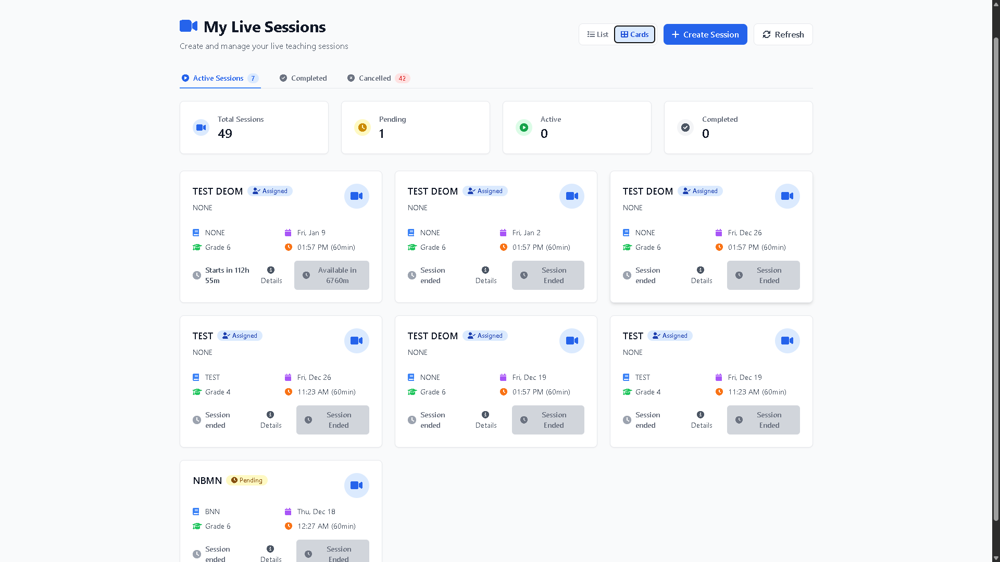 My Live Sessions
Create and manage your live teaching sessions
List
Cards
Create Session
Refresh
Active Sessions 7
Completed
Cancelled 42
Total Sessions
49
Pending
1
Active
0
Completed
0
TEST DEOM Assigned
NONE
NONE
Fri, Jan 9
Grade 6
01:57 PM (60min)
Starts in 112h
55m
Details
Available in
6760m
TEST DEOM Assigned
NONE
NONE
Fri, Jan 2
Grade 6
01:57 PM (60min)
Session
ended
Details
Session
Ended
TEST DEOM Assigned
NONE
NONE
Fri, Dec 26
Grade 6
01:57 PM (60min)
Session
ended
Details
Session
Ended
TEST Assigned
NONE
TEST
Fri, Dec 26
Grade 4
11:23 AM (60min)
Session
ended
Details
Session
Ended
TEST DEOM Assigned
NONE
NONE
Fri, Dec 19
Grade 6
01:57 PM (60min)
Session
ended
Details
Session
Ended
TEST Assigned
NONE
TEST
Fri, Dec 19
Grade 4
11:23 AM (60min)
Session
ended
Details
Session
Ended
NBMN Pending
BNN
Thu, Dec 18
Grade 6
12:27 AM (60min)
Session
ended
Details
Session
Ended